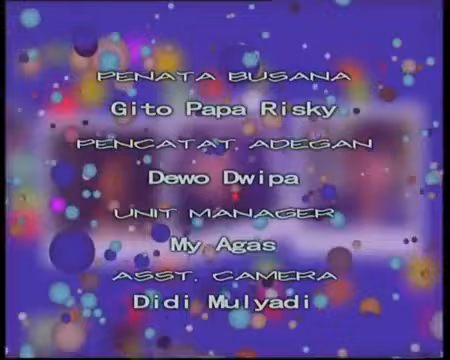 PENATA BUSANA
Gito Papa Risky
PENCATAT. ADEGAN
Dewo Dwipa
UNIT MANAGER
My Agas
ASST. CAMERA
Didi Mulyadi